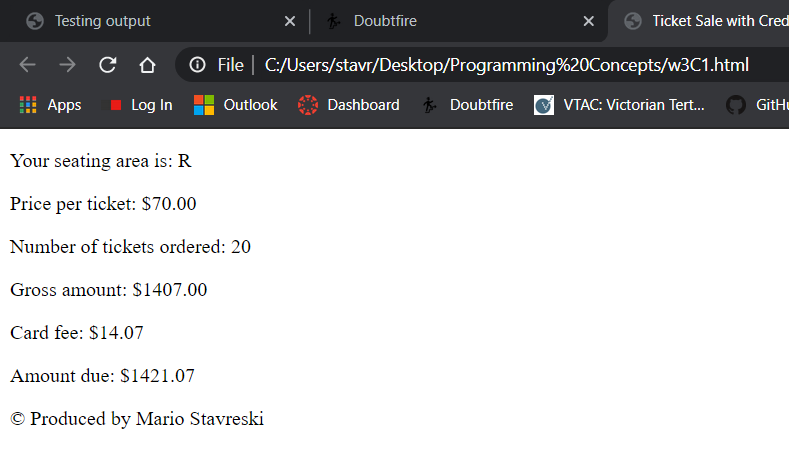 Testing output
Doubtfire
Ticket Sale with Cred
File
C:/Users/stavr/Desktop/Programming%20Concepts/w3C1.html
Apps
Log In
Outlook
Dashboard
Doubtfire
VTAC: Victorian Tert...
GitHu
Your seating area is: R
Price per ticket: $70.00
Number of tickets ordered: 20
Gross amount: $1407.00
Card fee: $14.07
Amount due: $1421.07
© Produced by Mario Stavreski